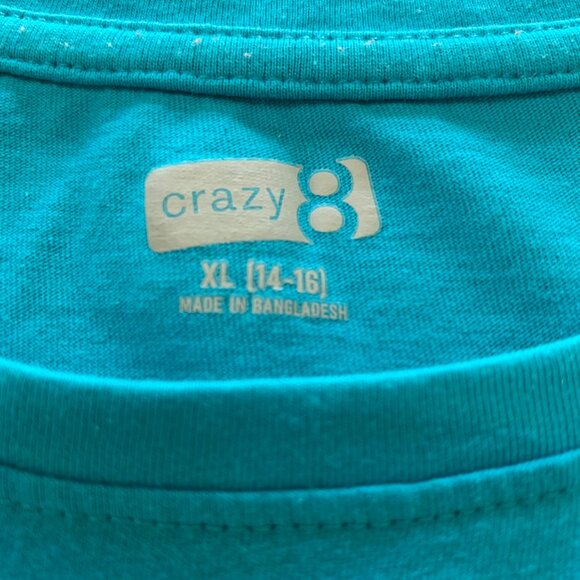 crazy 8
XL (14-16)
MADE IN BANGLADESH